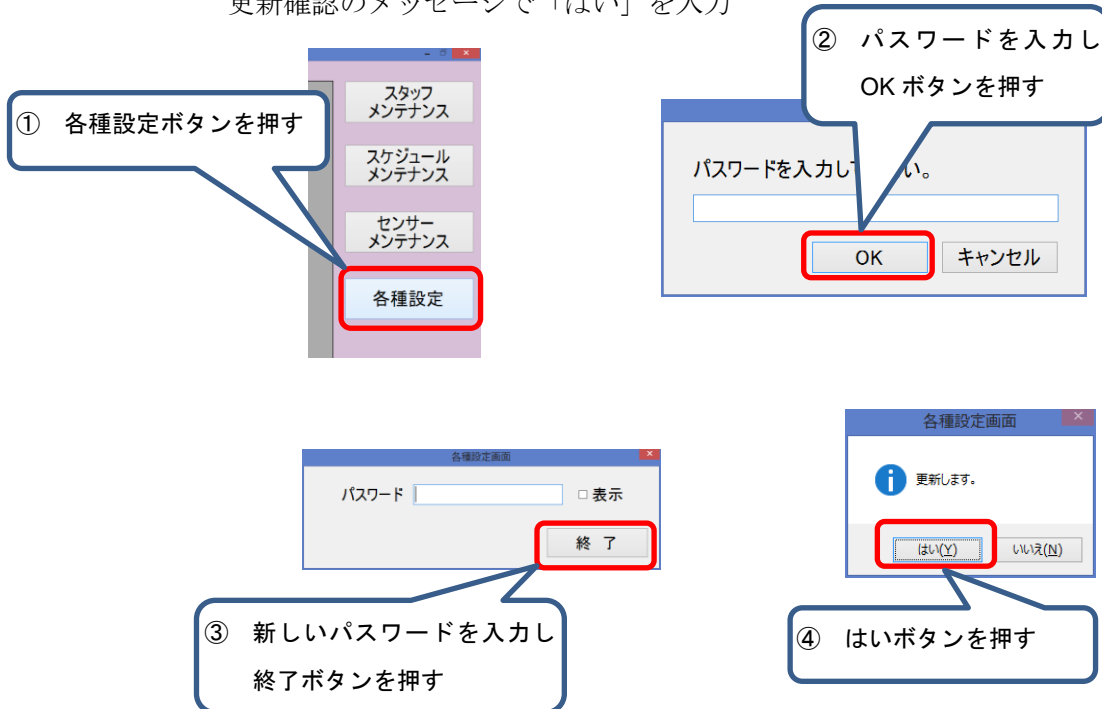 更新確認のメッセージで「はい」を入力
① 各種設定ボタンを押す
スタッフ
メンテナンス
スケジュール
メンテナンス
センサー
メンテナンス
各種設定
② パスワードを入力し
OK ボタンを押す
パスワードを入力し い。
OK キャンセル
各種設定画面
パスワード 表示
終 了
③ 新しいパスワードを入力し
終了ボタンを押す
各種設定画面
更新します。
はい(Y) いいえ(N)
④ はいボタンを押す